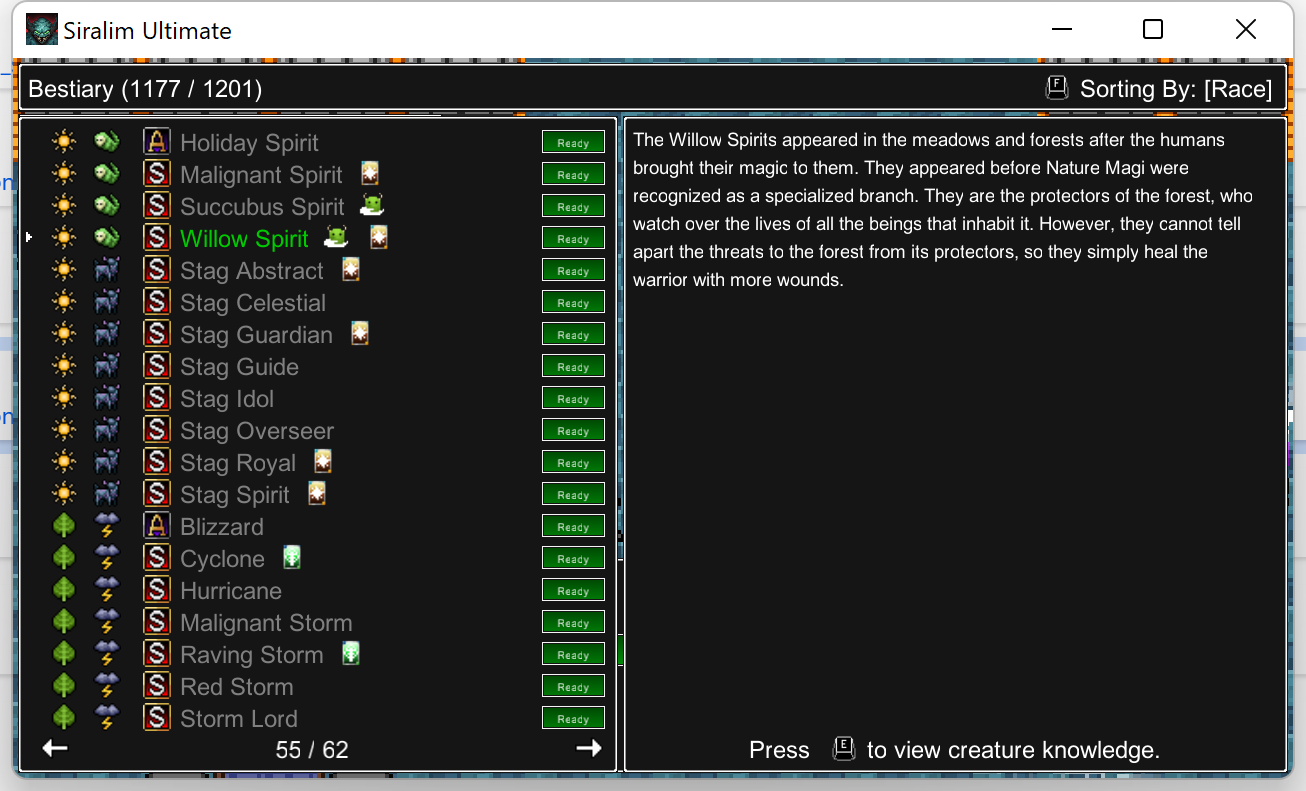 Siralim Ultimate
Bestiary (1177 / 1201)
F Sorting By: [Race]
A Holiday Spirit Ready
S Malignant Spirit Ready
S Succubus Spirit Ready
S Willow Spirit Ready
S Stag Abstract Ready
S Stag Celestial Ready
S Stag Guardian Ready
S Stag Guide Ready
S Stag Idol Ready
S Stag Overseer Ready
S Stag Royal Ready
S Stag Spirit Ready
A Blizzard Ready
S Cyclone Ready
S Hurricane Ready
S Malignant Storm Ready
S Raving Storm Ready
S Red Storm Ready
S Storm Lord Ready
55 / 62
The Willow Spirits appeared in the meadows and forests after the humans
brought their magic to them. They appeared before Nature Magi were
recognized as a specialized branch. They are the protectors of the forest, who
watch over the lives of all the beings that inhabit it. However, they cannot tell
apart the threats to the forest from its protectors, so they simply heal the
warrior with more wounds.
Press E to view creature knowledge.